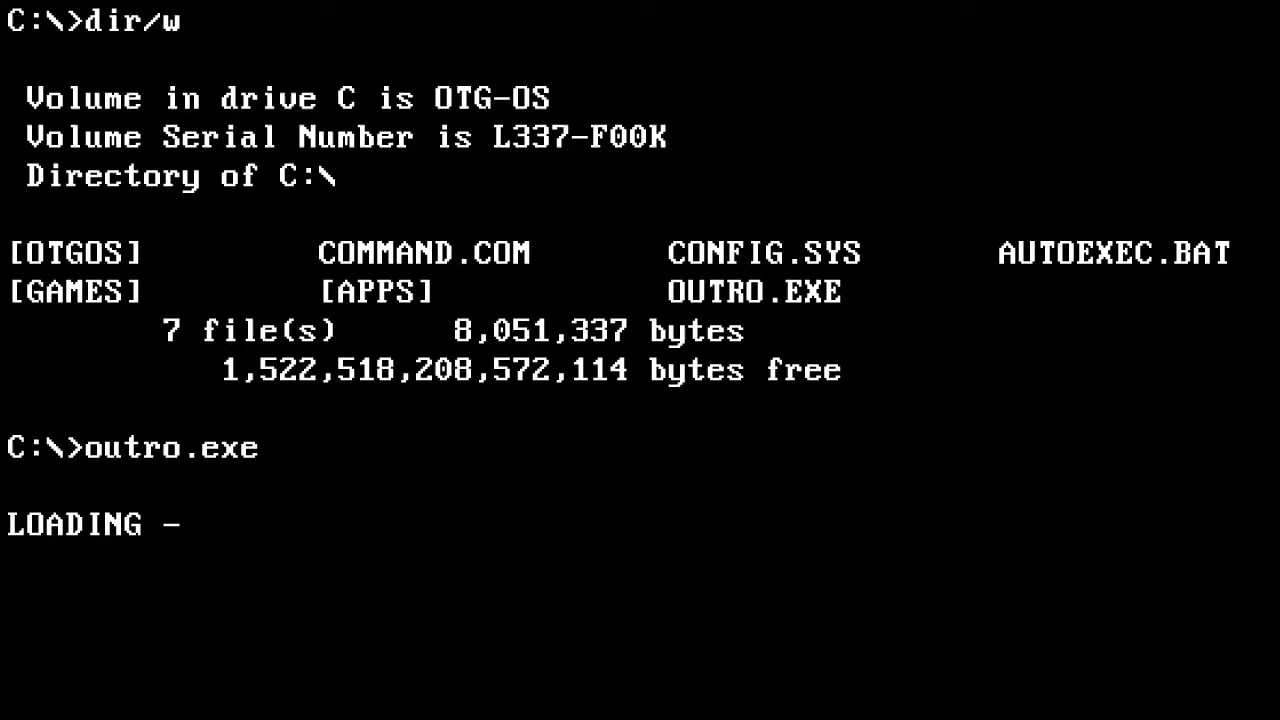 C:\>dir/w
Volume in drive C is OTG-OS
Volume Serial Number is L337-F00K
Directory of C:\
[OTGOS] COMMAND.COM CONFIG.SYS AUTOEXEC.BAT
[GAMES] [APPS] OUTRO.EXE
7 file(s) 8,051,337 bytes
1,522,518,208,572,114 bytes free
C:\>outro.exe
LOADING -